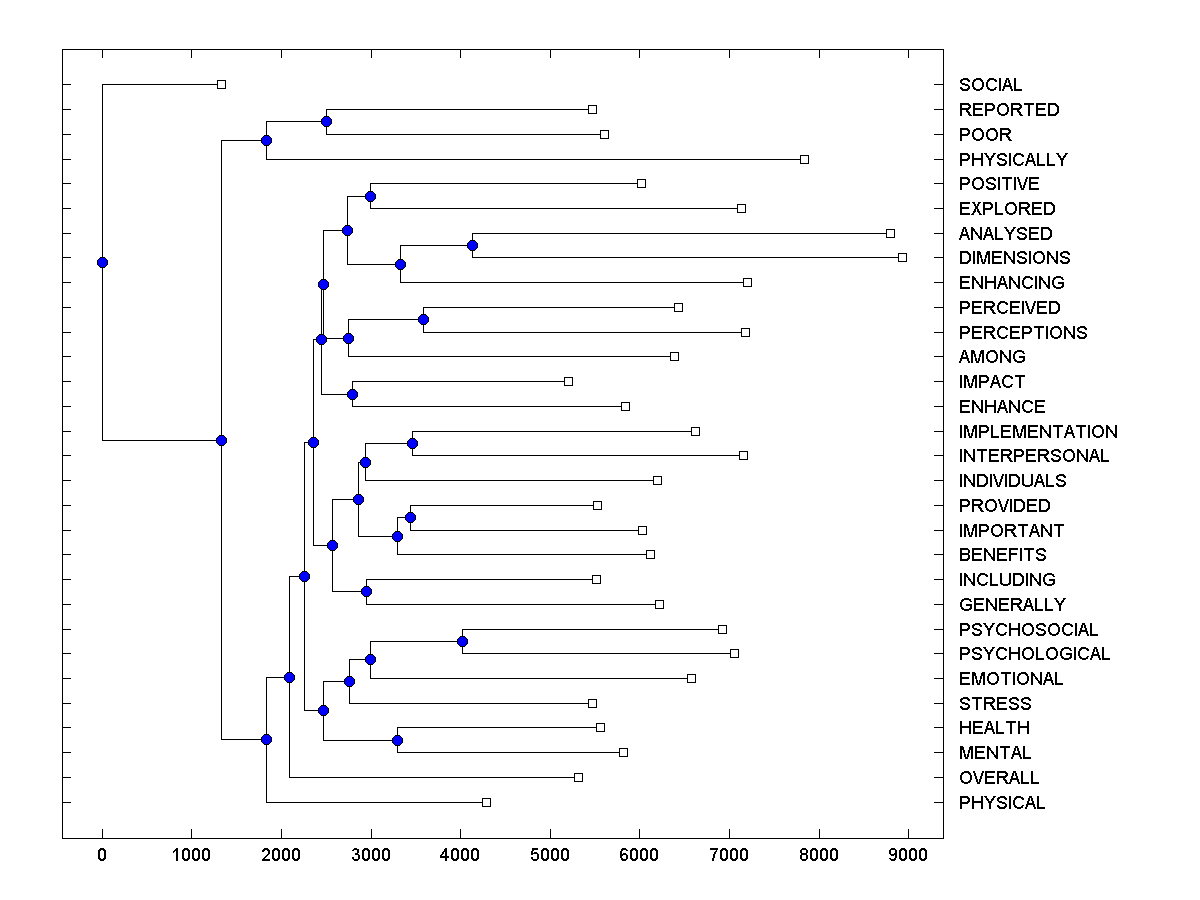 SOCIAL
REPORTED
POOR
PHYSICALLY
POSITIVE
EXPLORED
ANALYSED
DIMENSIONS
ENHANCING
PERCEIVED
PERCEPTIONS
AMONG
IMPACT
ENHANCE
IMPLEMENTATION
INTERPERSONAL
INDIVIDUALS
PROVIDED
IMPORTANT
BENEFITS
INCLUDING
GENERALLY
PSYCHOSOCIAL
PSYCHOLOGICAL
EMOTIONAL
STRESS
HEALTH
MENTAL
OVERALL
PHYSICAL
0 1000 2000 3000 4000 5000 6000 7000 8000 9000